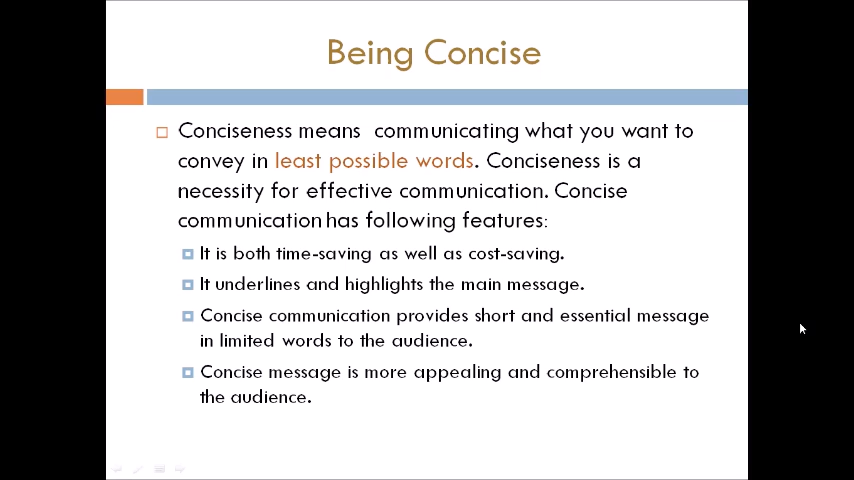 Being Concise
Conciseness means communicating what you want to
convey in least possible words. Conciseness is a
necessity for effective communication. Concise
communication has following features:
It is both time-saving as well as cost-saving.
It underlines and highlights the main message.
Concise communication provides short and essential message
in limited words to the audience.
Concise message is more appealing and comprehensible to
the audience.